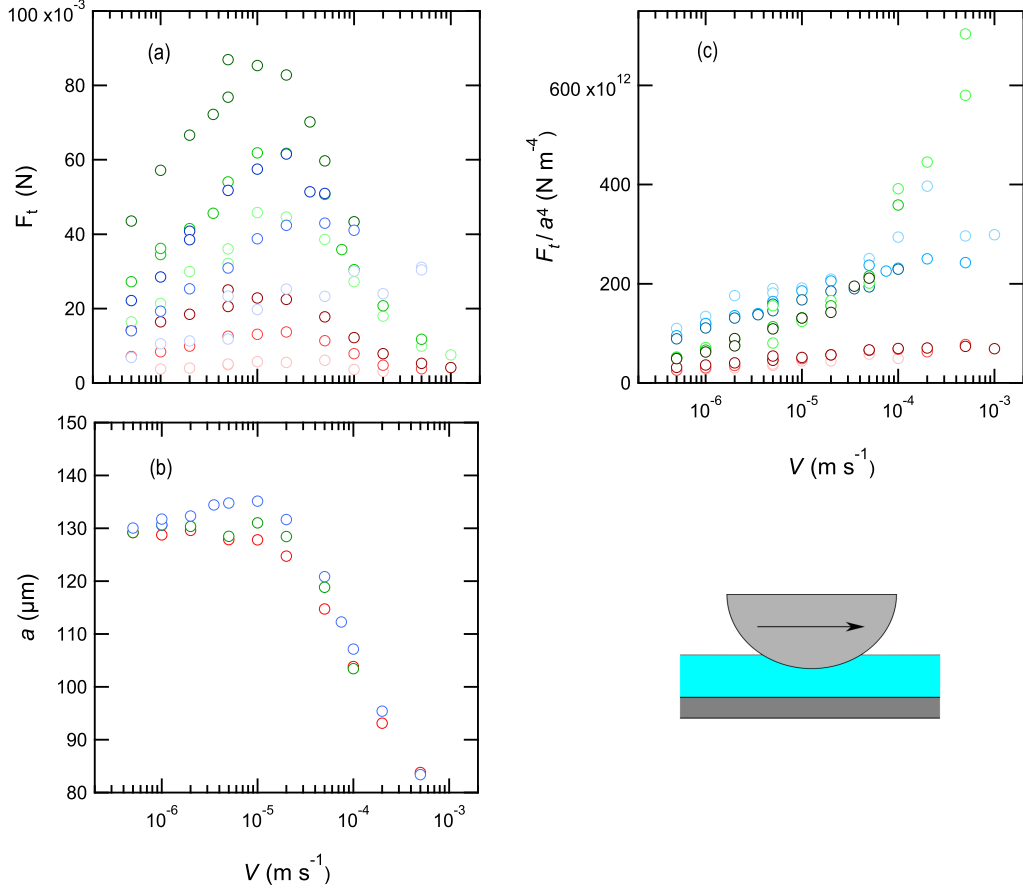 100 x10⁻³
80
60
40
20
0
Fₜ (N)
(a)
150
140
130
120
110
100
90
80
a (µm)
(b)
10⁻⁶ 10⁻⁵ 10⁻⁴ 10⁻³
V (m s⁻¹)
600 x10¹²
400
200
0
Fₜ / a⁴ (N m⁻⁴)
(c)
10⁻⁶ 10⁻⁵ 10⁻⁴ 10⁻³
V (m s⁻¹)